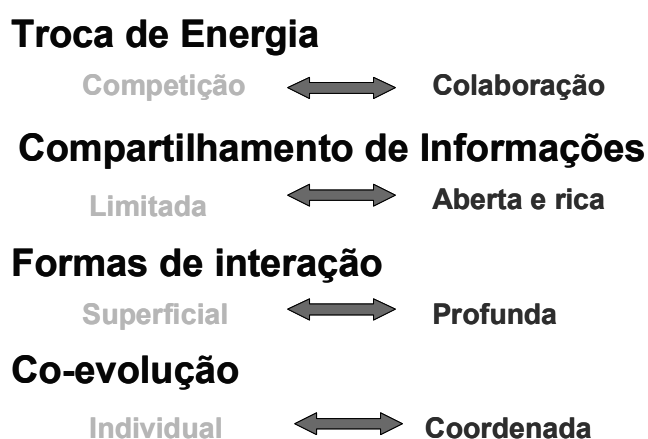 Troca de Energia
Competição Colaboração
Compartilhamento de Informações
Limitada Aberta e rica
Formas de interação
Superficial Profunda
Co-evolução
Individual Coordenada